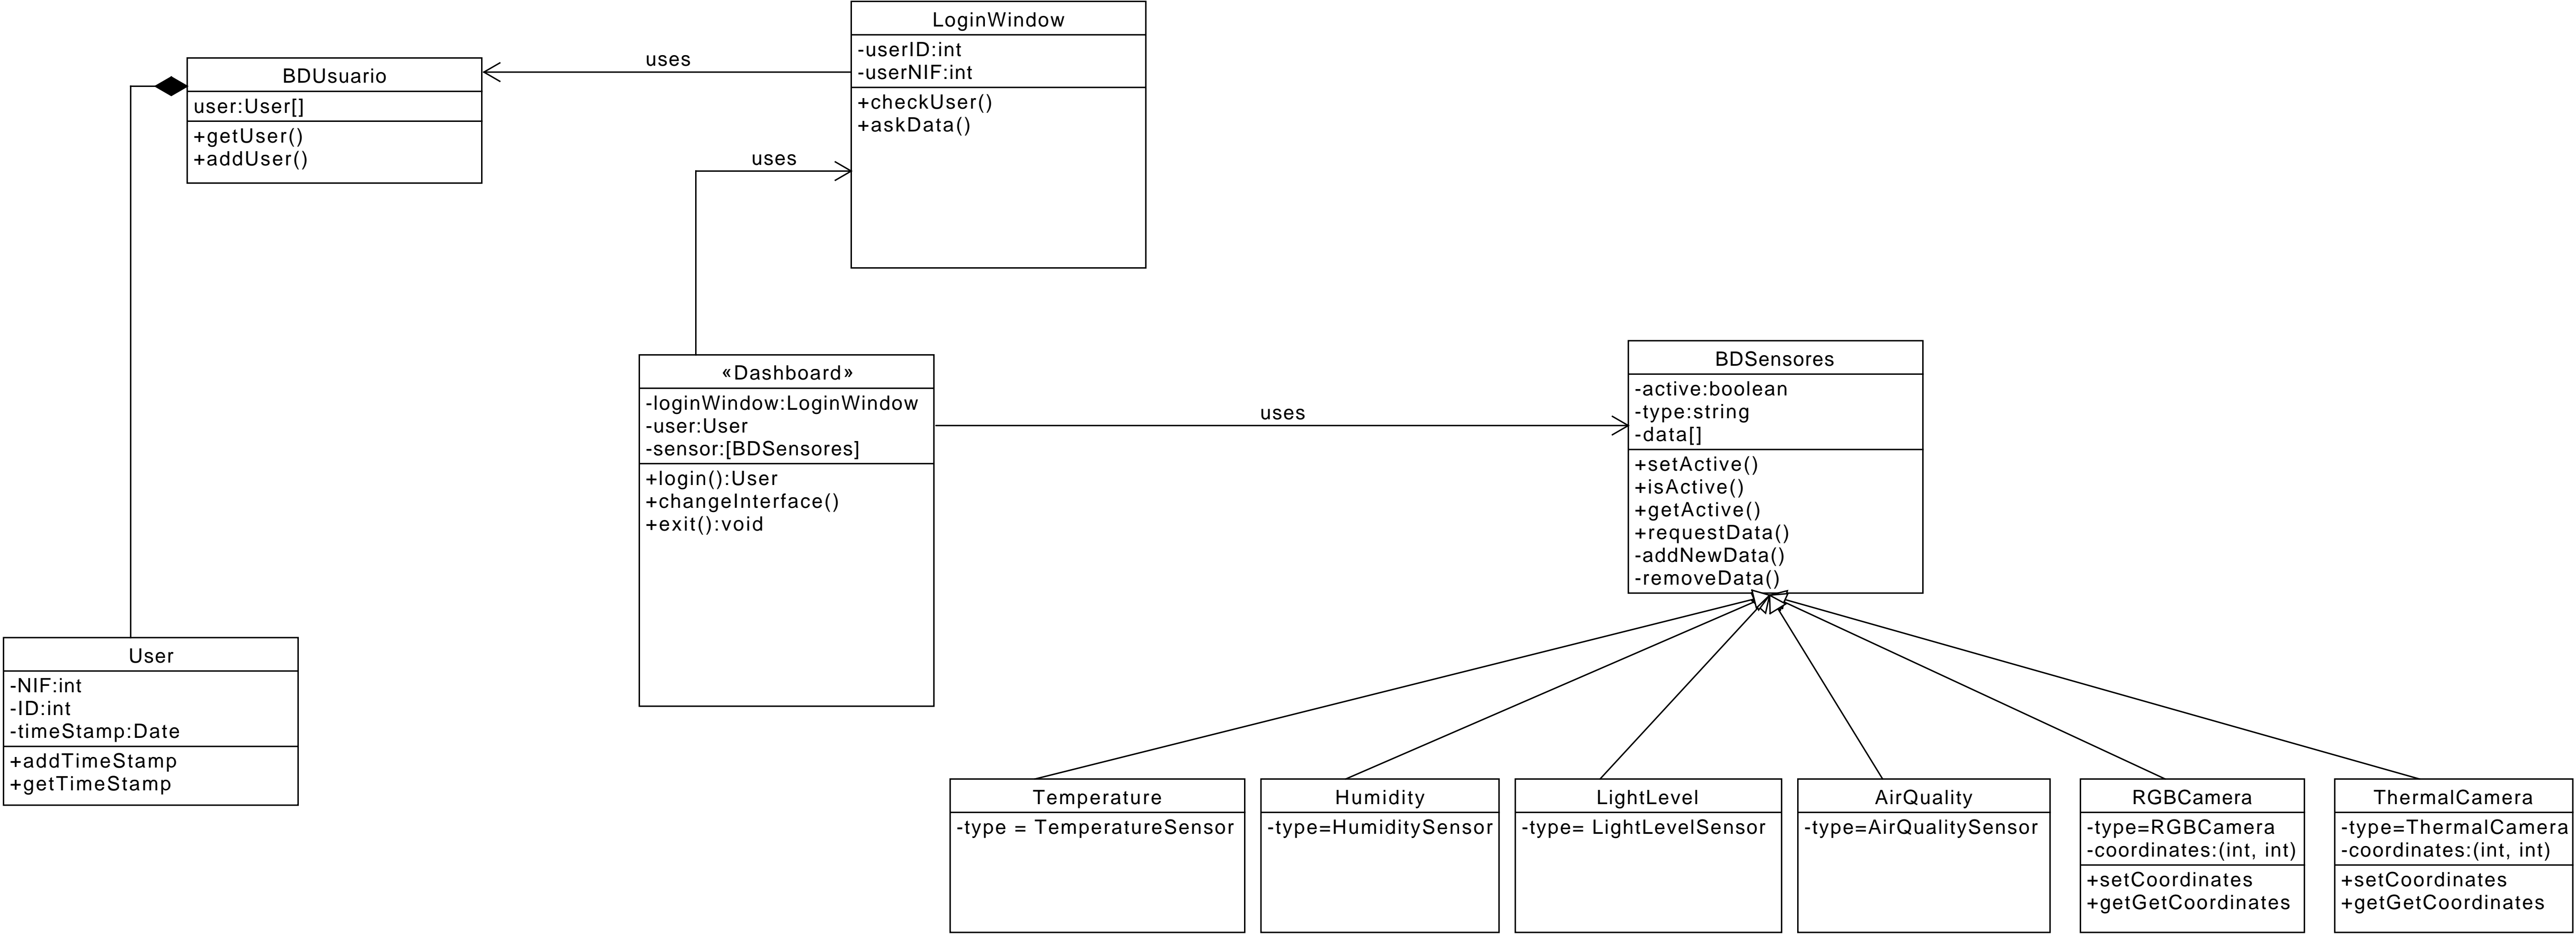 LoginWindow
-userID:int
-userNIF:int
+checkUser()
+askData()
uses
BDUsuario
user:User[]
+getUser()
+addUser()
uses
«Dashboard»
-loginWindow:LoginWindow
-user:User
-sensor:[BDSensores]
+login():User
+changeInterface()
+exit():void
uses
BDSensores
-active:boolean
-type:string
-data[]
+setActive()
+isActive()
+getActive()
+requestData()
-addNewData()
-removeData()
User
-NIF:int
-ID:int
-timeStamp:Date
+addTimeStamp
+getTimeStamp
Temperature
-type = TemperatureSensor
Humidity
-type=HumiditySensor
LightLevel
-type= LightLevelSensor
AirQuality
-type=AirQualitySensor
RGBCamera
-type=RGBCamera
-coordinates:(int, int)
+setCoordinates
+getGetCoordinates
ThermalCamera
-type=ThermalCamera
-coordinates:(int, int)
+setCoordinates
+getGetCoordinates